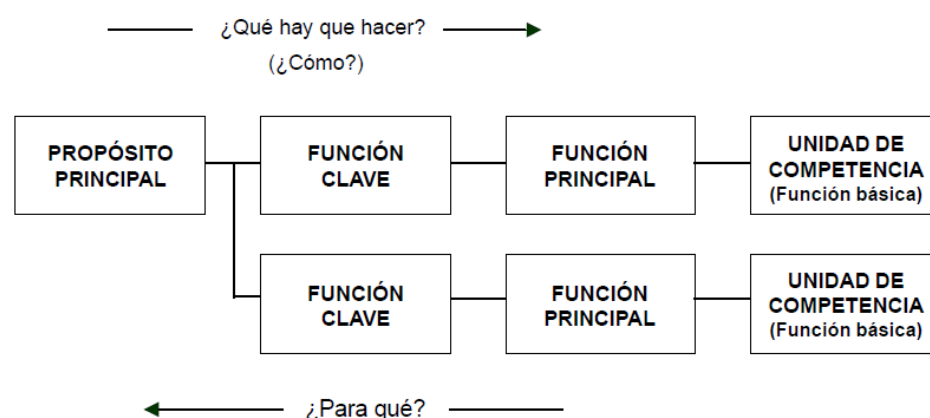 ¿Qué hay que hacer?
(¿Cómo?)
PROPÓSITO
PRINCIPAL
FUNCIÓN
CLAVE
FUNCIÓN
PRINCIPAL
UNIDAD DE
COMPETENCIA
(Función básica)
FUNCIÓN
CLAVE
FUNCIÓN
PRINCIPAL
UNIDAD DE
COMPETENCIA
(Función básica)
¿Para qué?